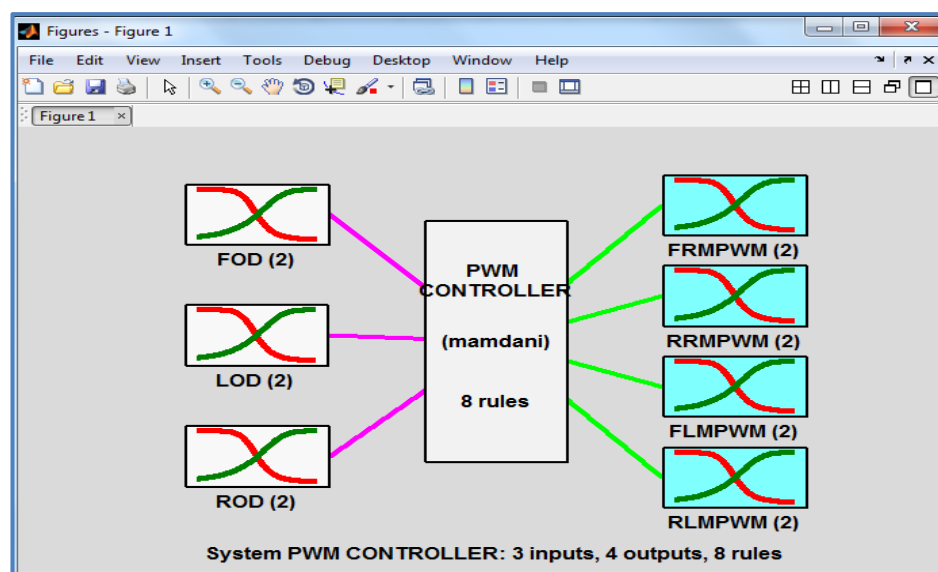 Figures - Figure 1
File Edit View Insert Tools Debug Desktop Window Help
Figure 1
FOD (2)
LOD (2)
ROD (2)
PWM
CONTROLLER
(mamdani)
8 rules
FRMPWM (2)
RRMPWM (2)
FLMPWM (2)
RLMPWM (2)
System PWM CONTROLLER: 3 inputs, 4 outputs, 8 rules